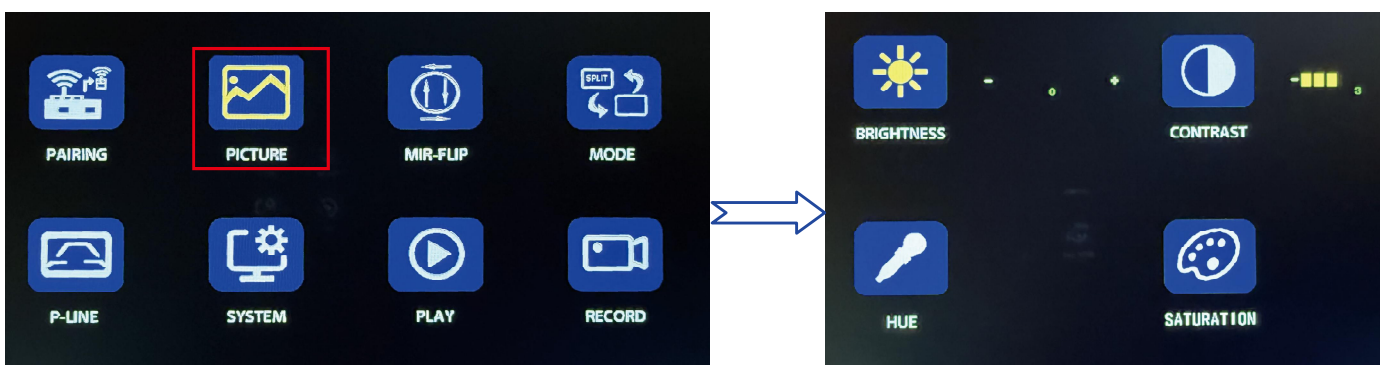 PAIRING
PICTURE
MIR-FLIP
SPLIT
MODE
P-LINE
SYSTEM
PLAY
RECORD
BRIGHTNESS
- 0 +
CONTRAST
- 3
HUE
SATURATION